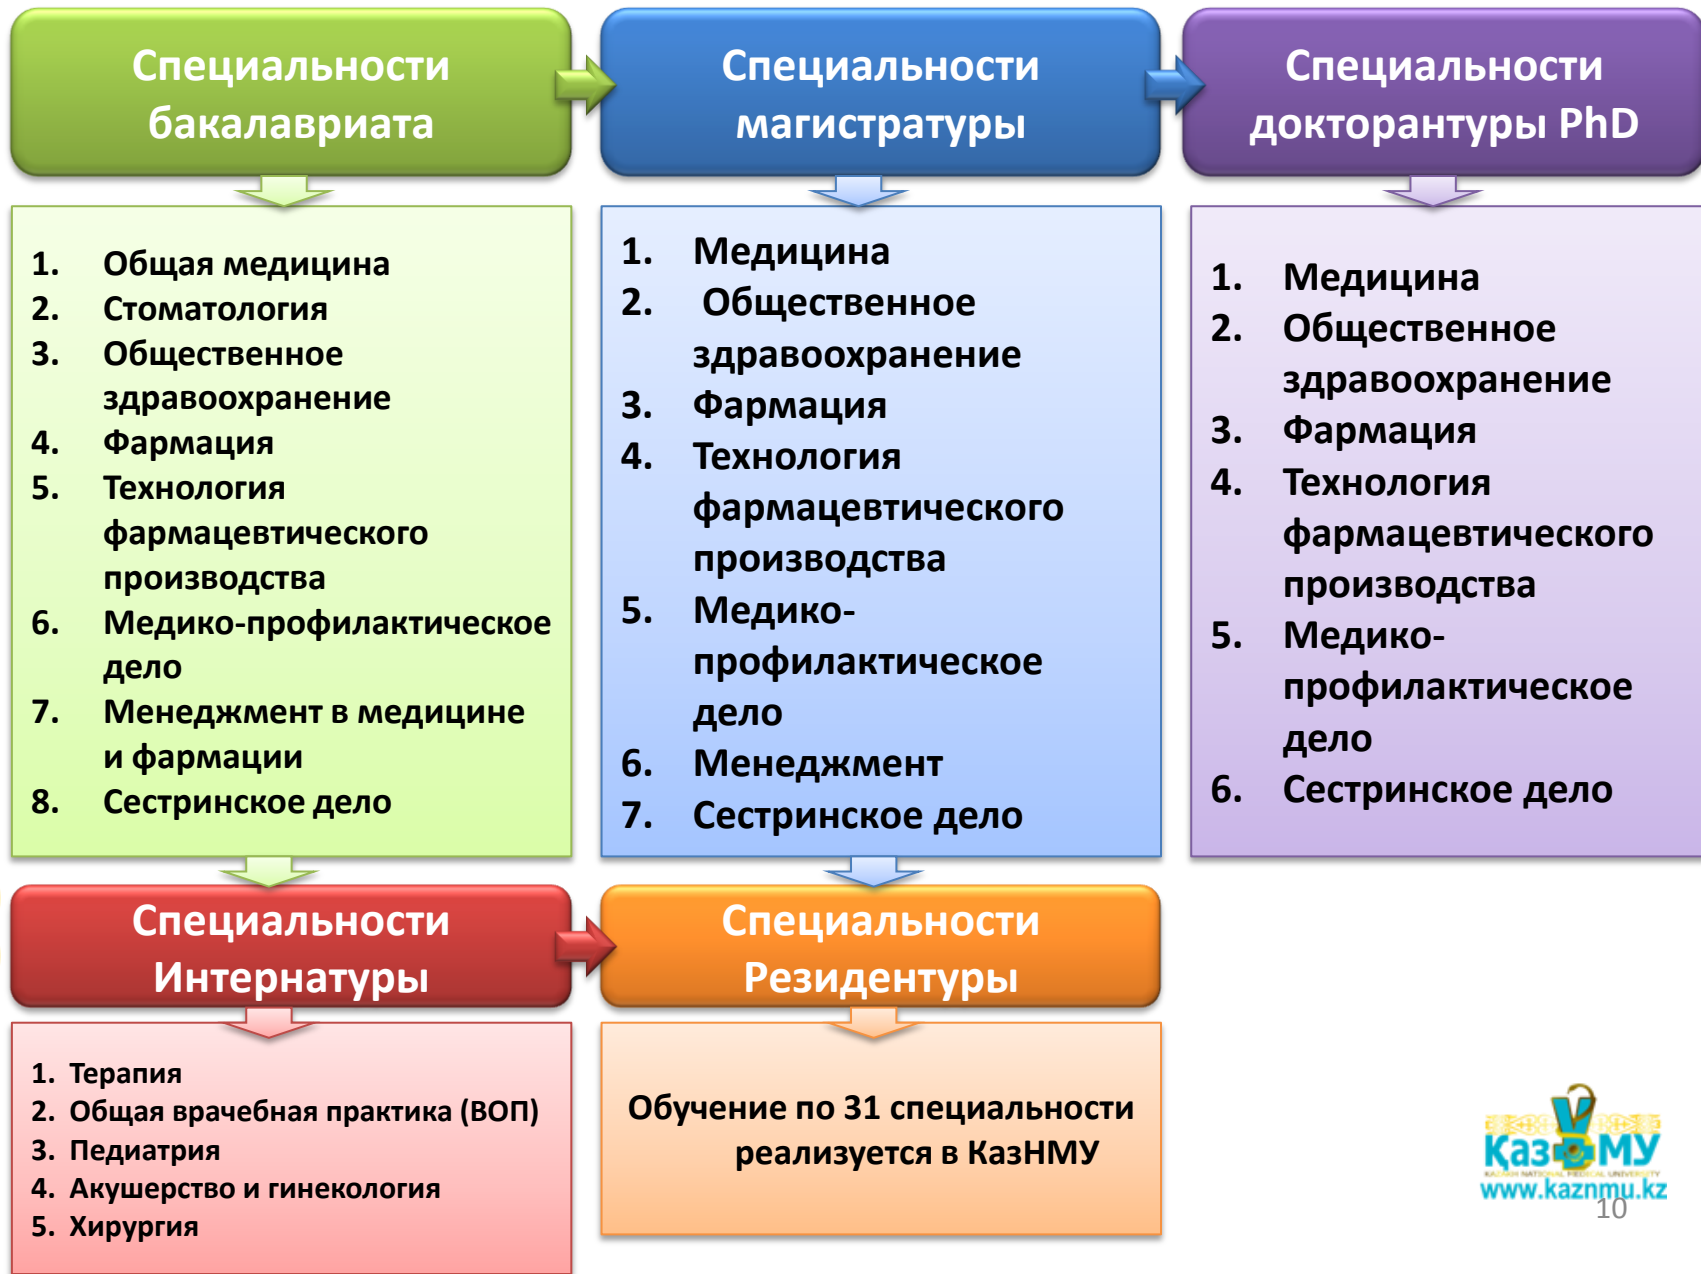 Специальности
бакалавриата
Специальности
магистратуры
Специальности
докторантуры PhD
1. Общая медицина
2. Стоматология
3. Общественное
здравоохранение
4. Фармация
5. Технология
фармацевтического
производства
6. Медико-профилактическое
дело
7. Менеджмент в медицине
и фармации
8. Сестринское дело
1. Медицина
2. Общественное
здравоохранение
3. Фармация
4. Технология
фармацевтического
производства
5. Медико-
профилактическое
дело
6. Менеджмент
7. Сестринское дело
1. Медицина
2. Общественное
здравоохранение
3. Фармация
4. Технология
фармацевтического
производства
5. Медико-
профилактическое
дело
6. Сестринское дело
Специальности
Интернатуры
Специальности
Резидентуры
1. Терапия
2. Общая врачебная практика (ВОП)
3. Педиатрия
4. Акушерство и гинекология
5. Хирургия
Обучение по 31 специальности
реализуется в КазНМУ
ҚазҰМУ
KAZAKH NATIONAL MEDICAL UNIVERSITY
www.kaznmu.kz
10